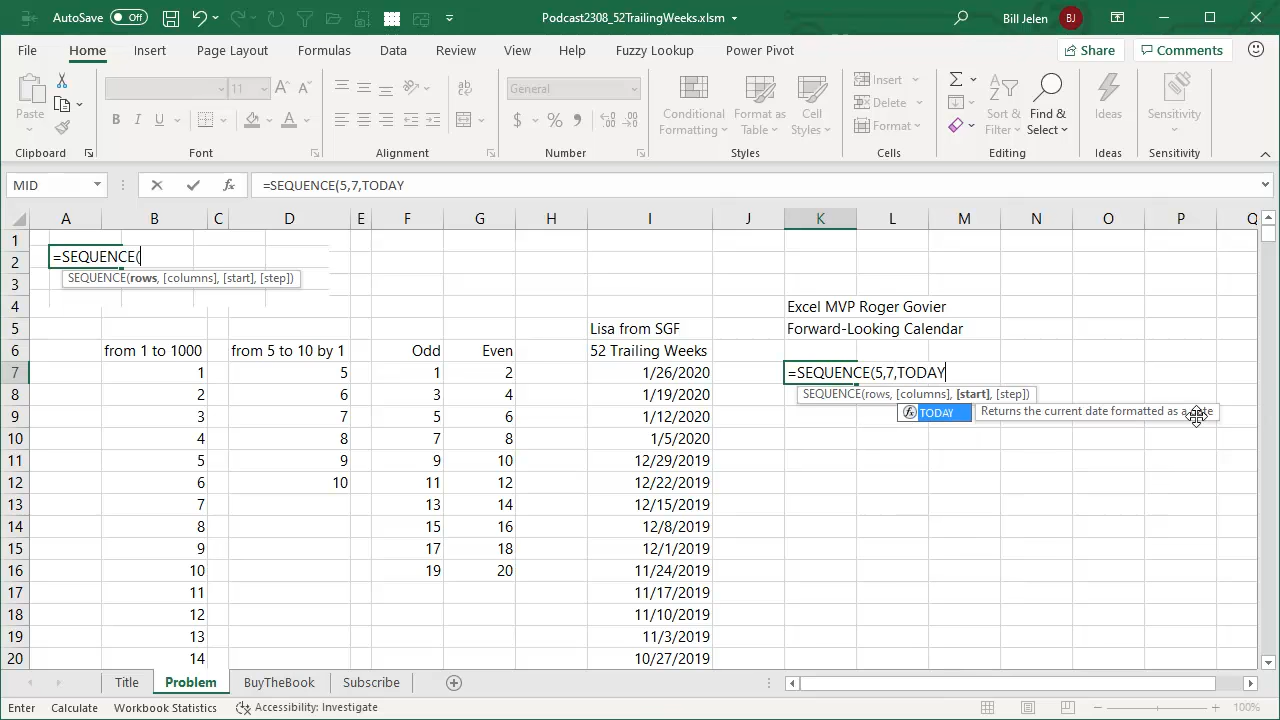 AutoSave Off Podcast2308_52TrailingWeeks.xlsm Bill Jelen BJ
File Home Insert Page Layout Formulas Data Review View Help Fuzzy Lookup Power Pivot Share Comments
Paste 11 General Conditional Formatting Format as Table Cell Styles Insert Delete Format Sort & Filter Find & Select Ideas Sensitivity
Clipboard Font Alignment Number Styles Cells Editing Ideas Sensitivity
MID =SEQUENCE(5,7,TODAY
A B C D E F G H I J K L M N O P Q
1
2 =SEQUENCE(
SEQUENCE(rows, [columns], [start], [step])
3
4 Excel MVP Roger Govier
5 Lisa from SGF Forward-Looking Calendar
6 from 1 to 1000 from 5 to 10 by 1 Odd Even 52 Trailing Weeks
7 1 5 1 2 1/26/2020 =SEQUENCE(5,7,TODAY
8 2 6 3 4 1/19/2020 SEQUENCE(rows, [columns], [start], [step])
9 3 7 5 6 1/12/2020 TODAY Returns the current date formatted as a date
10 4 8 7 8 1/5/2020
11 5 9 9 10 12/29/2019
12 6 10 11 12 12/22/2019
13 7 13 14 12/15/2019
14 8 15 16 12/8/2019
15 9 17 18 12/1/2019
16 10 19 20 11/24/2019
17 11 11/17/2019
18 12 11/10/2019
19 13 11/3/2019
20 14 10/27/2019
Title Problem BuyTheBook Subscribe
Enter Calculate Workbook Statistics Accessibility: Investigate 100%